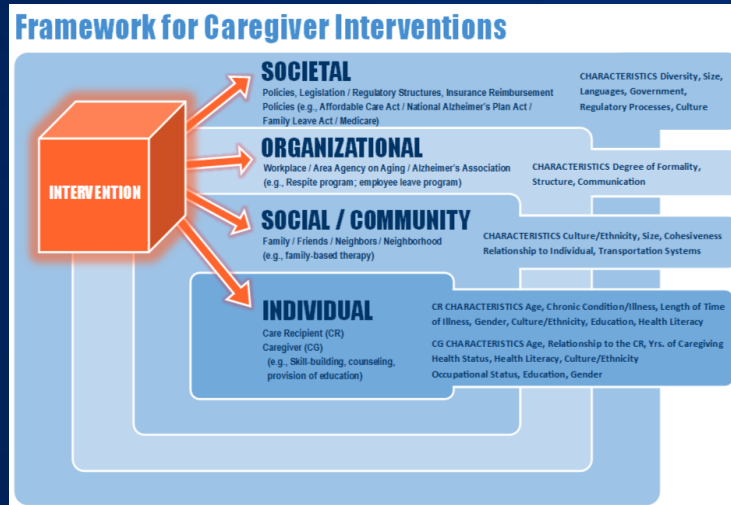 Framework for Caregiver Interventions
INTERVENTION
SOCIETAL
Policies, Legislation / Regulatory Structures, Insurance Reimbursement
Policies (e.g., Affordable Care Act / National Alzheimer's Plan Act /
Family Leave Act / Medicare)
CHARACTERISTICS Diversity, Size,
Languages, Government,
Regulatory Processes, Culture
ORGANIZATIONAL
Workplace / Area Agency on Aging / Alzheimer's Association
(e.g., Respite program; employee leave program)
CHARACTERISTICS Degree of Formality,
Structure, Communication
SOCIAL / COMMUNITY
Family / Friends / Neighbors / Neighborhood
(e.g., family-based therapy)
CHARACTERISTICS Culture/Ethnicity, Size, Cohesiveness
Relationship to Individual, Transportation Systems
INDIVIDUAL
Care Recipient (CR)
Caregiver (CG)
(e.g., Skill-building, counseling,
provision of education)
CR CHARACTERISTICS Age, Chronic Condition/Illness, Length of Time
of Illness, Gender, Culture/Ethnicity, Education, Health Literacy
CG CHARACTERISTICS Age, Relationship to the CR, Yrs. of Caregiving
Health Status, Health Literacy, Culture/Ethnicity
Occupational Status, Education, Gender